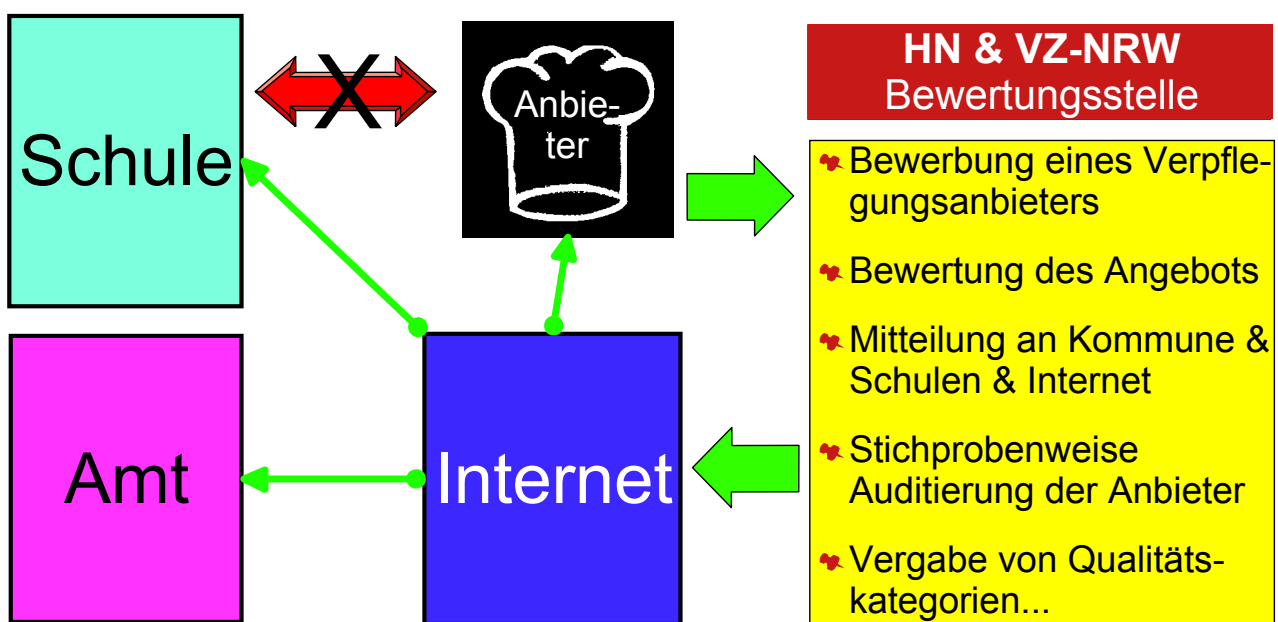 Schule
X
Anbie-
ter
HN & VZ-NRW
Bewertungsstelle
Bewerbung eines Verpfle-
gungsanbieters
Bewertung des Angebots
Mitteilung an Kommune &
Schulen & Internet
Stichprobenweise
Auditierung der Anbieter
Vergabe von Qualitäts-
kategorien...
Amt
Internet